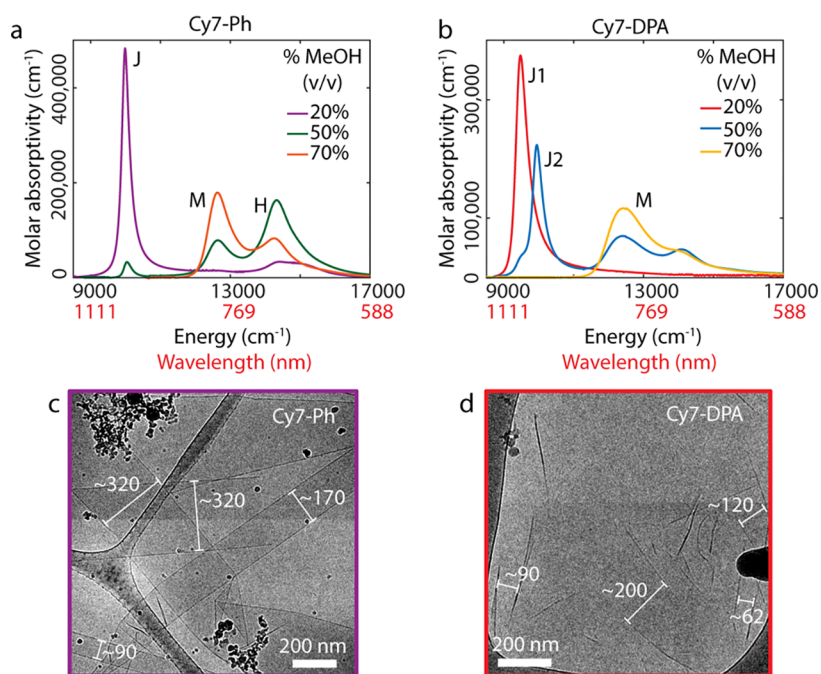 a
Cy7-Ph
Molar absorptivity (cm⁻¹)
400,000
200,000
0
J
M
H
% MeOH
(v/v)
20%
50%
70%
9000
13000
17000
1111
769
588
Energy (cm⁻¹)
Wavelength (nm)
b
Cy7-DPA
Molar absorptivity (cm⁻¹)
300,000
100,000
0
J1
J2
M
% MeOH
(v/v)
20%
50%
70%
9000
13000
17000
1111
769
588
Energy (cm⁻¹)
Wavelength (nm)
c
Cy7-Ph
~320
~320
~170
~90
200 nm
d
Cy7-DPA
~120
~90
~200
~62
200 nm